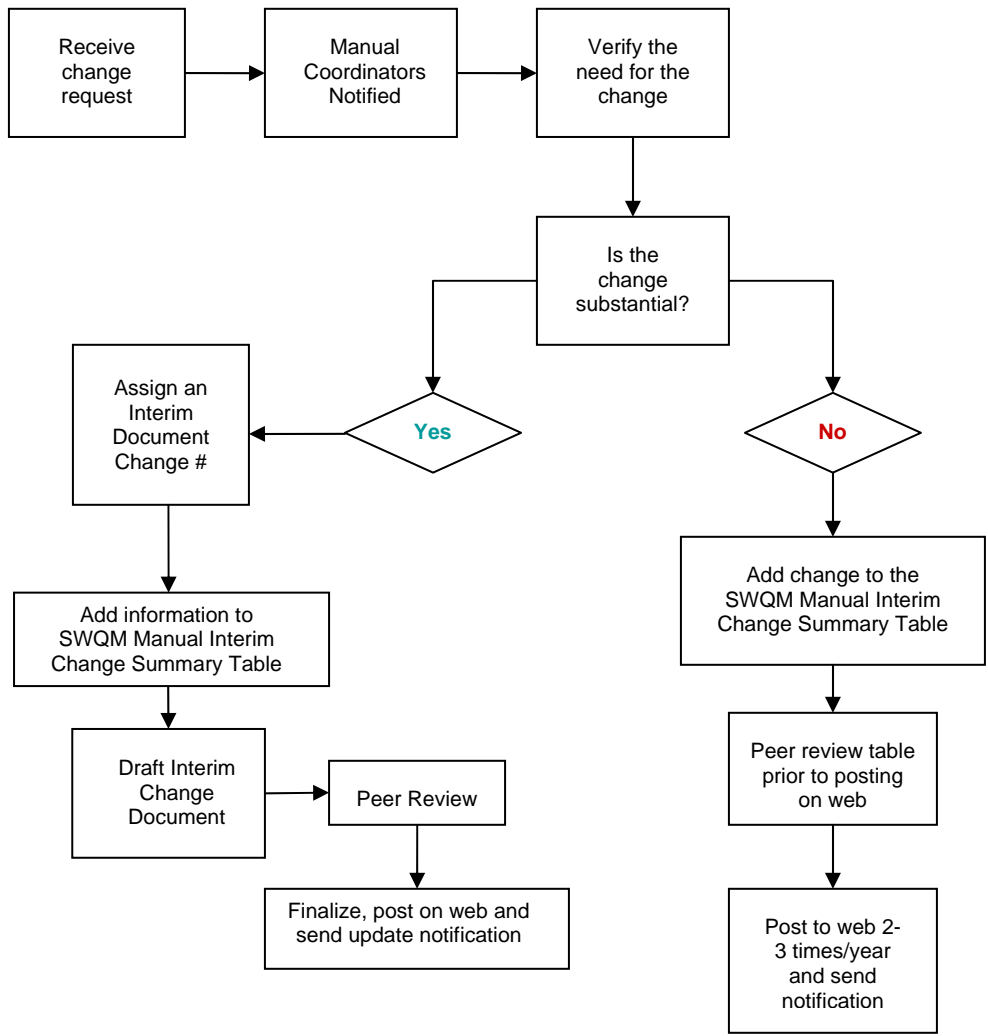 Receive
change
request
Manual
Coordinators
Notified
Verify the
need for the
change
Is the
change
substantial?
Yes
No
Assign an
Interim
Document
Change #
Add information to
SWQM Manual Interim
Change Summary Table
Draft Interim
Change
Document
Peer Review
Finalize, post on web and
send update notification
Add change to the
SWQM Manual Interim
Change Summary Table
Peer review table
prior to posting
on web
Post to web 2-
3 times/year
and send
notification